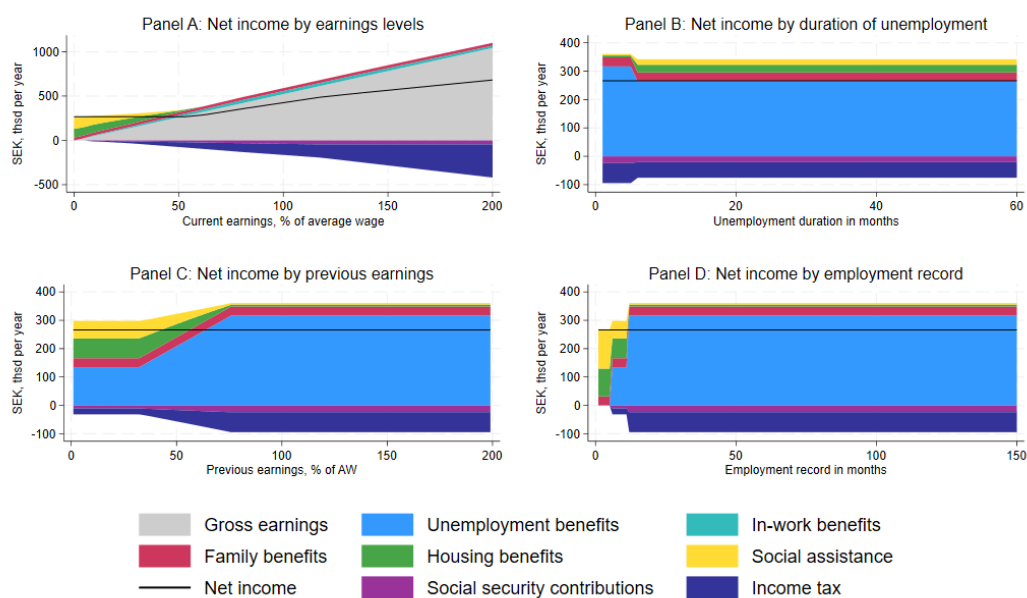 Panel A: Net income by earnings levels
SEK, thsd per year
1000
500
0
-500
0 50 100 150 200
Current earnings, % of average wage
Panel B: Net income by duration of unemployment
SEK, thsd per year
400
300
200
100
0
-100
0 20 40 60
Unemployment duration in months
Panel C: Net income by previous earnings
SEK, thsd per year
400
300
200
100
0
-100
0 50 100 150 200
Previous earnings, % of AW
Panel D: Net income by employment record
SEK, thsd per year
400
300
200
100
0
-100
0 50 100 150
Employment record in months
Gross earnings Unemployment benefits In-work benefits
Family benefits Housing benefits Social assistance
Net income Social security contributions Income tax